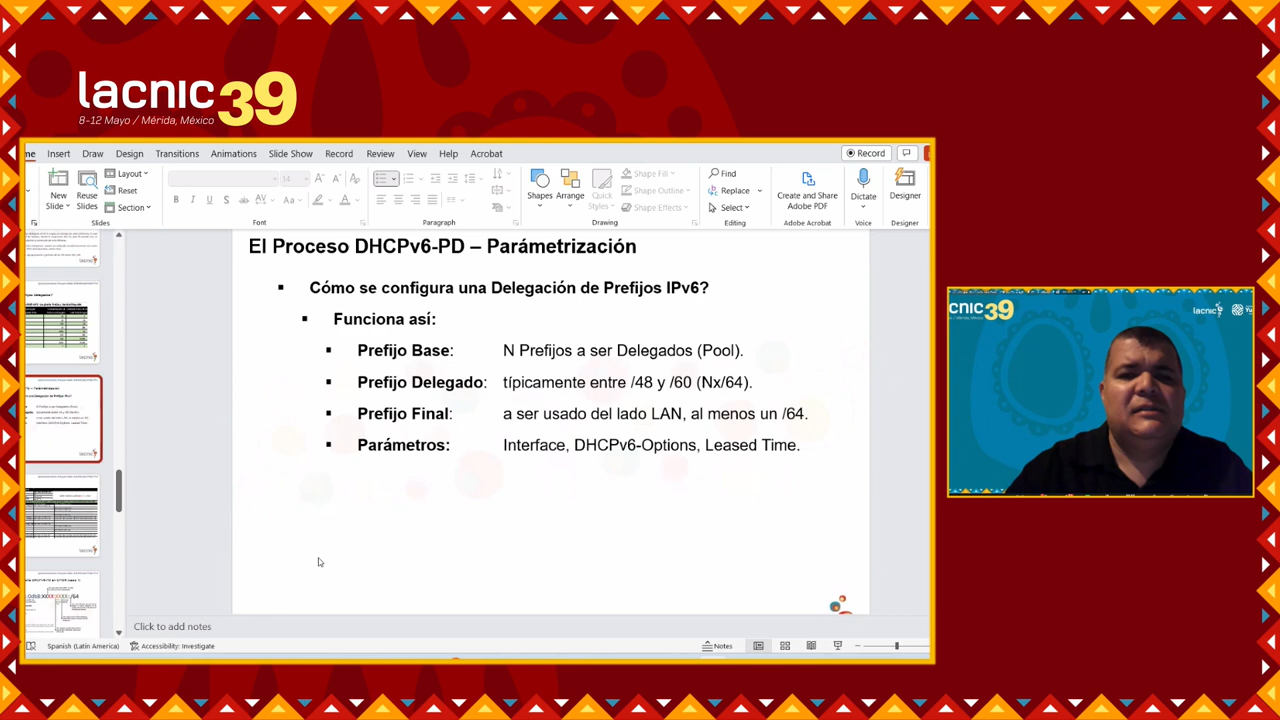 lacnic39
8-12 Mayo / Mérida, México
me Insert Draw Design Transitions Animations Slide Show Record Review View Help Acrobat
Record
New Slide
Reuse Slides
Layout
Reset
Section
Slides
14
B I
Aa
Font
Paragraph
Shapes
Arrange
Quick Styles
Shape Fill
Shape Outline
Shape Effects
Drawing
Find
Replace
Select
Editing
Create and Share Adobe PDF
Adobe Acrobat
Dictate
Voice
Designer
Designer
El Proceso DHCPv6-PD – Parámetrización
Cómo se configura una Delegación de Prefijos IPv6?
Funciona así:
Prefijo Base: N Prefijos a ser Delegados (Pool).
Prefijo Delegado: típicamente entre /48 y /60 (Nx/64).
Prefijo Final: a ser usado del lado LAN, al menos un /64.
Parámetros: Interface, DHCPv6-Options, Leased Time.
Click to add notes
Spanish (Latin America) Accessibility: Investigate Notes
cnic39
lacnic